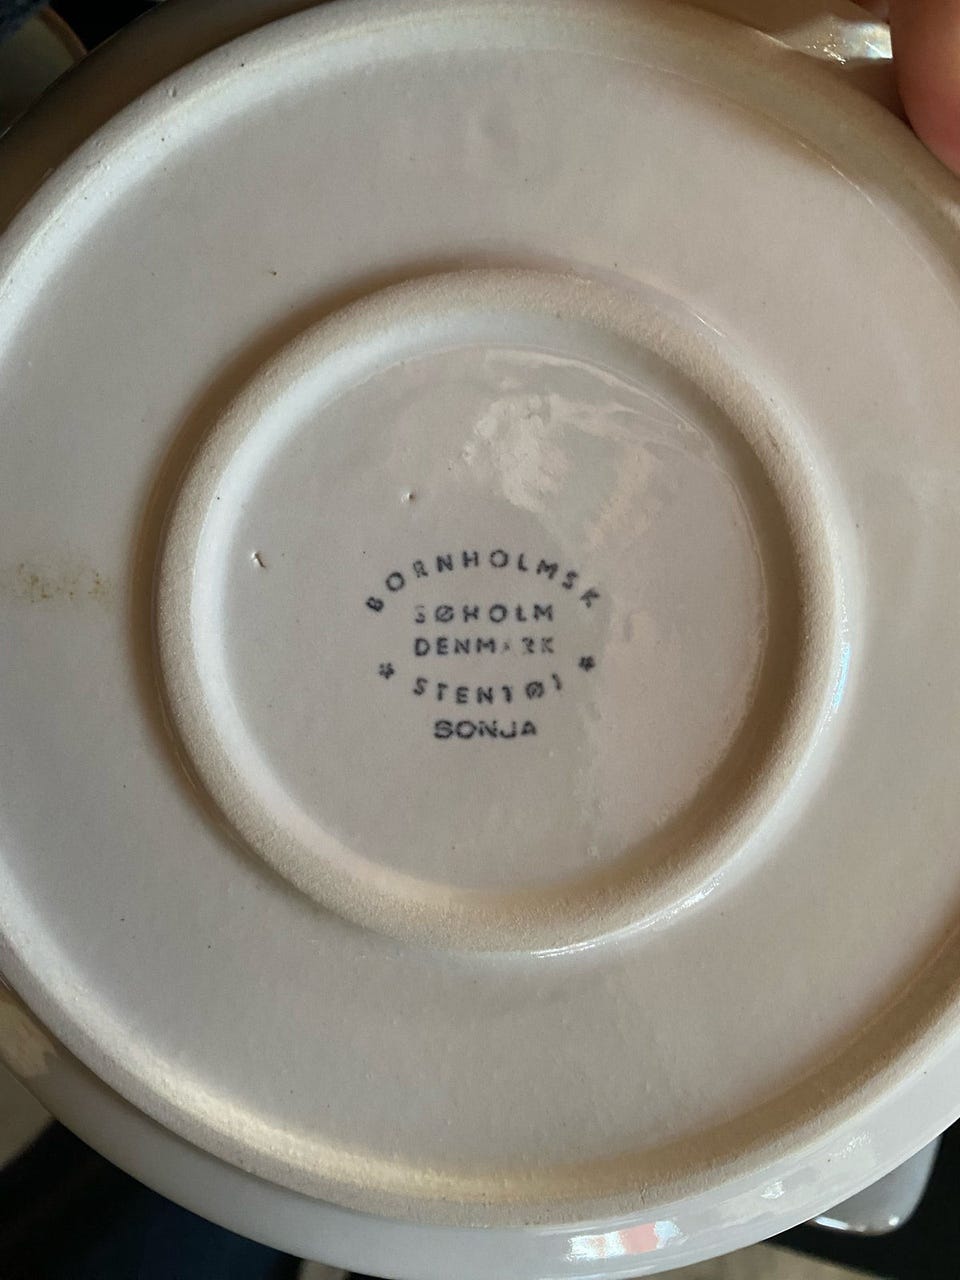 BORNHOLMSK
SØHOLM
DENMARK
* STENTØJ *
SONJA